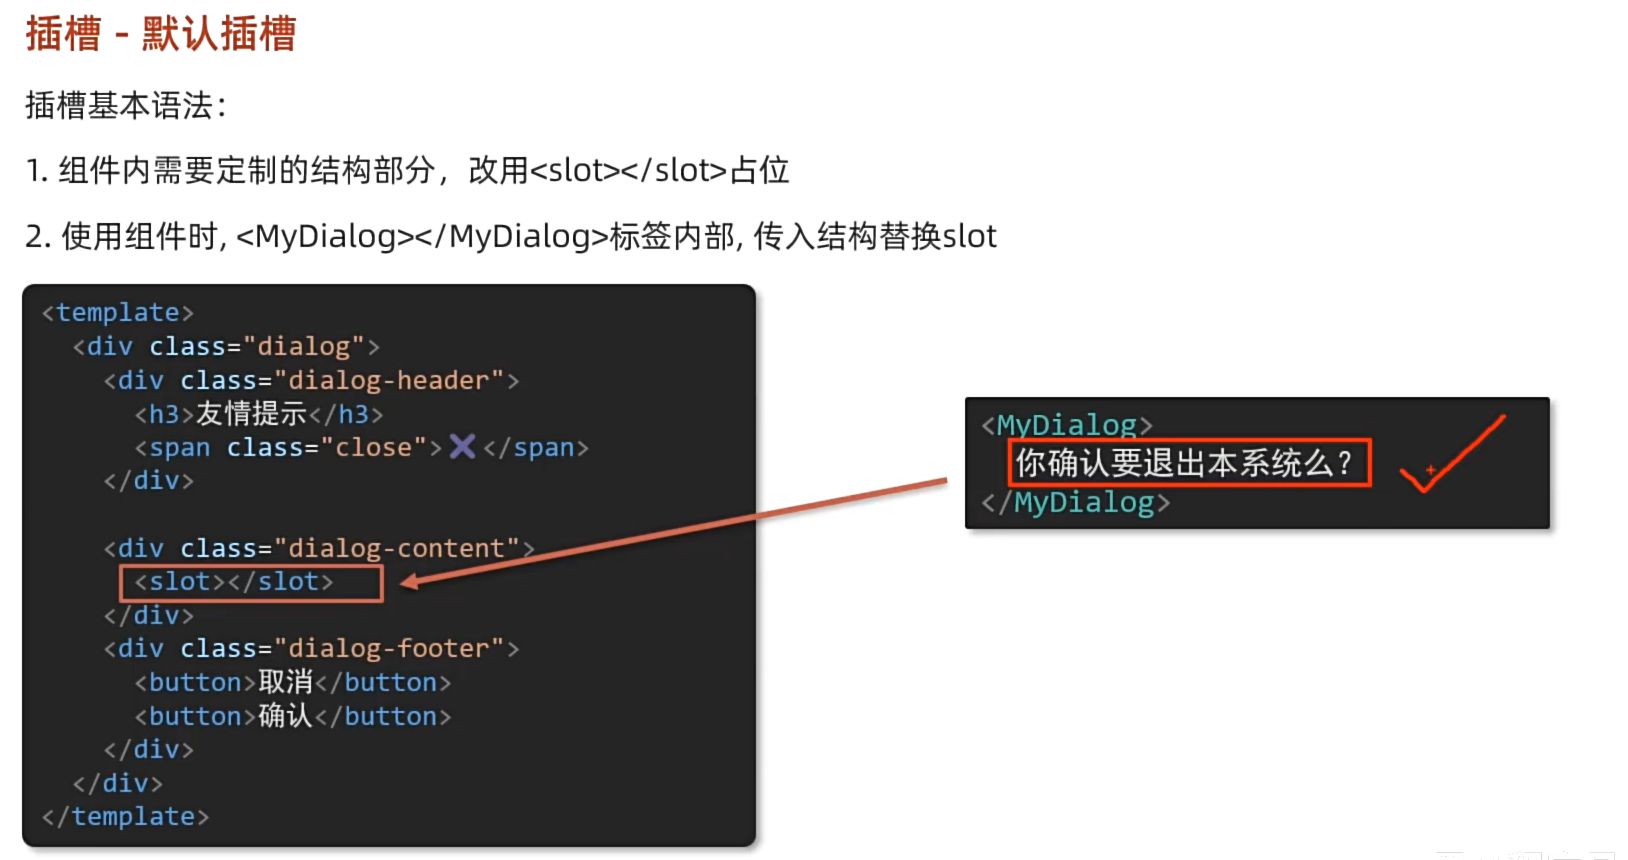 插槽 - 默认插槽
插槽基本语法：
1. 组件内需要定制的结构部分，改用<slot></slot>占位
2. 使用组件时, <MyDialog></MyDialog>标签内部, 传入结构替换slot
<template>
<div class="dialog">
<div class="dialog-header">
<h3>友情提示</h3>
<span class="close">✖</span>
</div>
<div class="dialog-content">
<slot></slot>
</div>
<div class="dialog-footer">
<button>取消</button>
<button>确认</button>
</div>
</div>
</template>
<MyDialog>
你确认要退出本系统么？
</MyDialog>